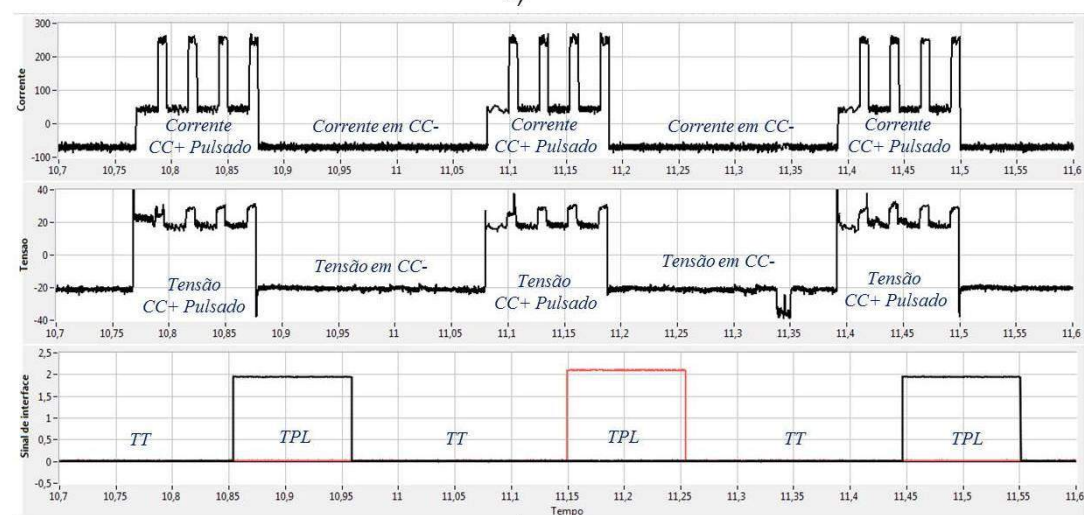 300
200
100
0
-100
Corrente
Corrente
CC+ Pulsado
Corrente em CC-
Corrente
CC+ Pulsado
Corrente em CC-
Corrente
CC+ Pulsado
10,7 10,75 10,8 10,85 10,9 10,95 11 11,05 11,1 11,15 11,2 11,25 11,3 11,35 11,4 11,45 11,5 11,55 11,6
40
20
0
-20
-40
Tensao
Tensão
CC+ Pulsado
Tensão em CC-
Tensão
CC+ Pulsado
Tensão em CC-
Tensão
CC+ Pulsado
10,7 10,75 10,8 10,85 10,9 10,95 11 11,05 11,1 11,15 11,2 11,25 11,3 11,35 11,4 11,45 11,5 11,55 11,6
2,5
2
1,5
1
0,5
0
-0,5
Sinal de interface
TT TPL TT TPL TT TPL
10,7 10,75 10,8 10,85 10,9 10,95 11 11,05 11,1 11,15 11,2 11,25 11,3 11,35 11,4 11,45 11,5 11,55 11,6
Tempo